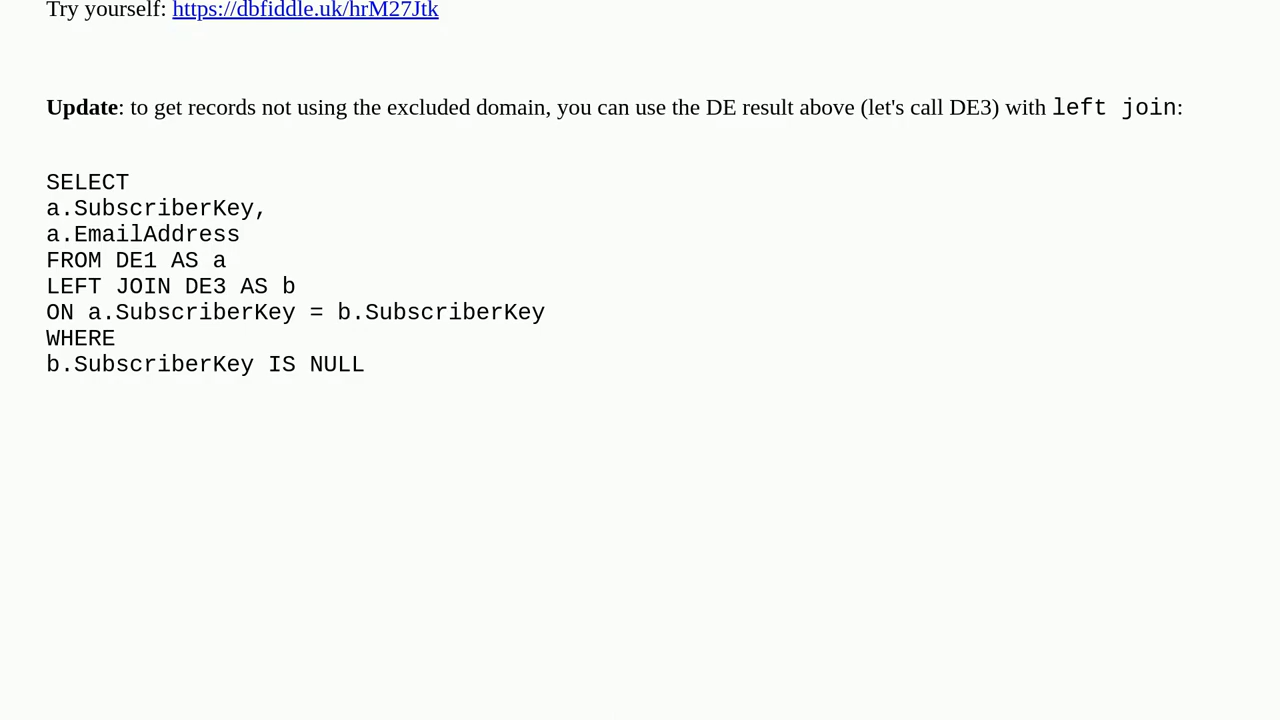 Try yourself: https://dbfiddle.uk/hrM27Jtk
Update: to get records not using the excluded domain, you can use the DE result above (let's call DE3) with left join:
SELECT
a.SubscriberKey,
a.EmailAddress
FROM DE1 AS a
LEFT JOIN DE3 AS b
ON a.SubscriberKey = b.SubscriberKey
WHERE
b.SubscriberKey IS NULL